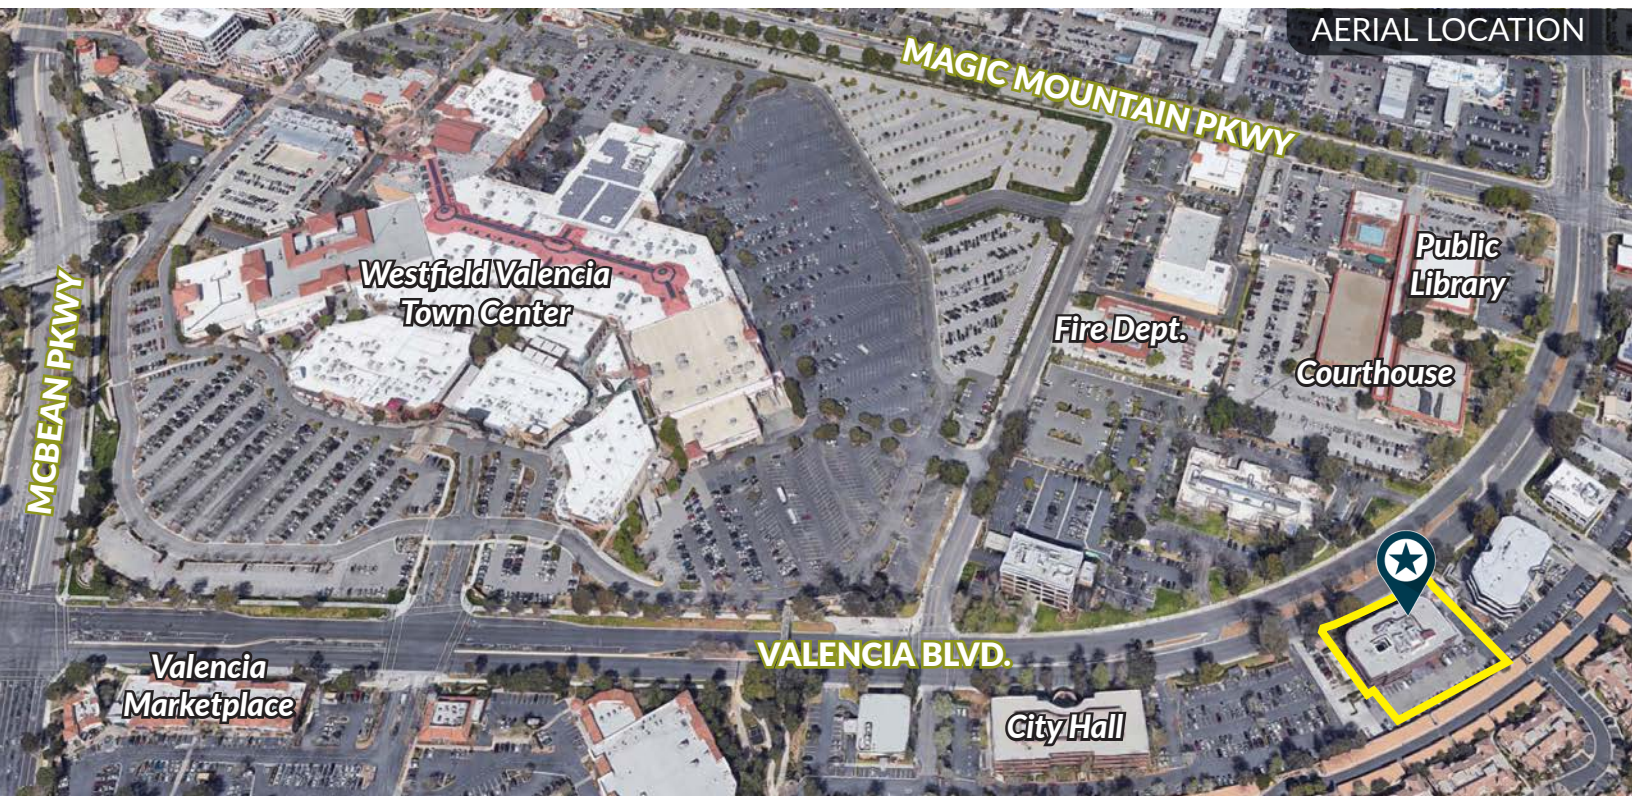 AERIAL LOCATION
MAGIC MOUNTAIN PKWY
Public
Library
Westfield Valencia
Town Center
Fire Dept.
Courthouse
MCBEAN PKWY
VALENCIA BLVD.
Valencia
Marketplace
City Hall